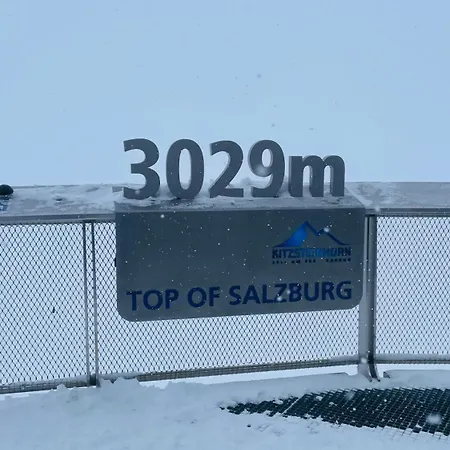 3029m
KITZSTEINHORN
TOP OF SALZBURG